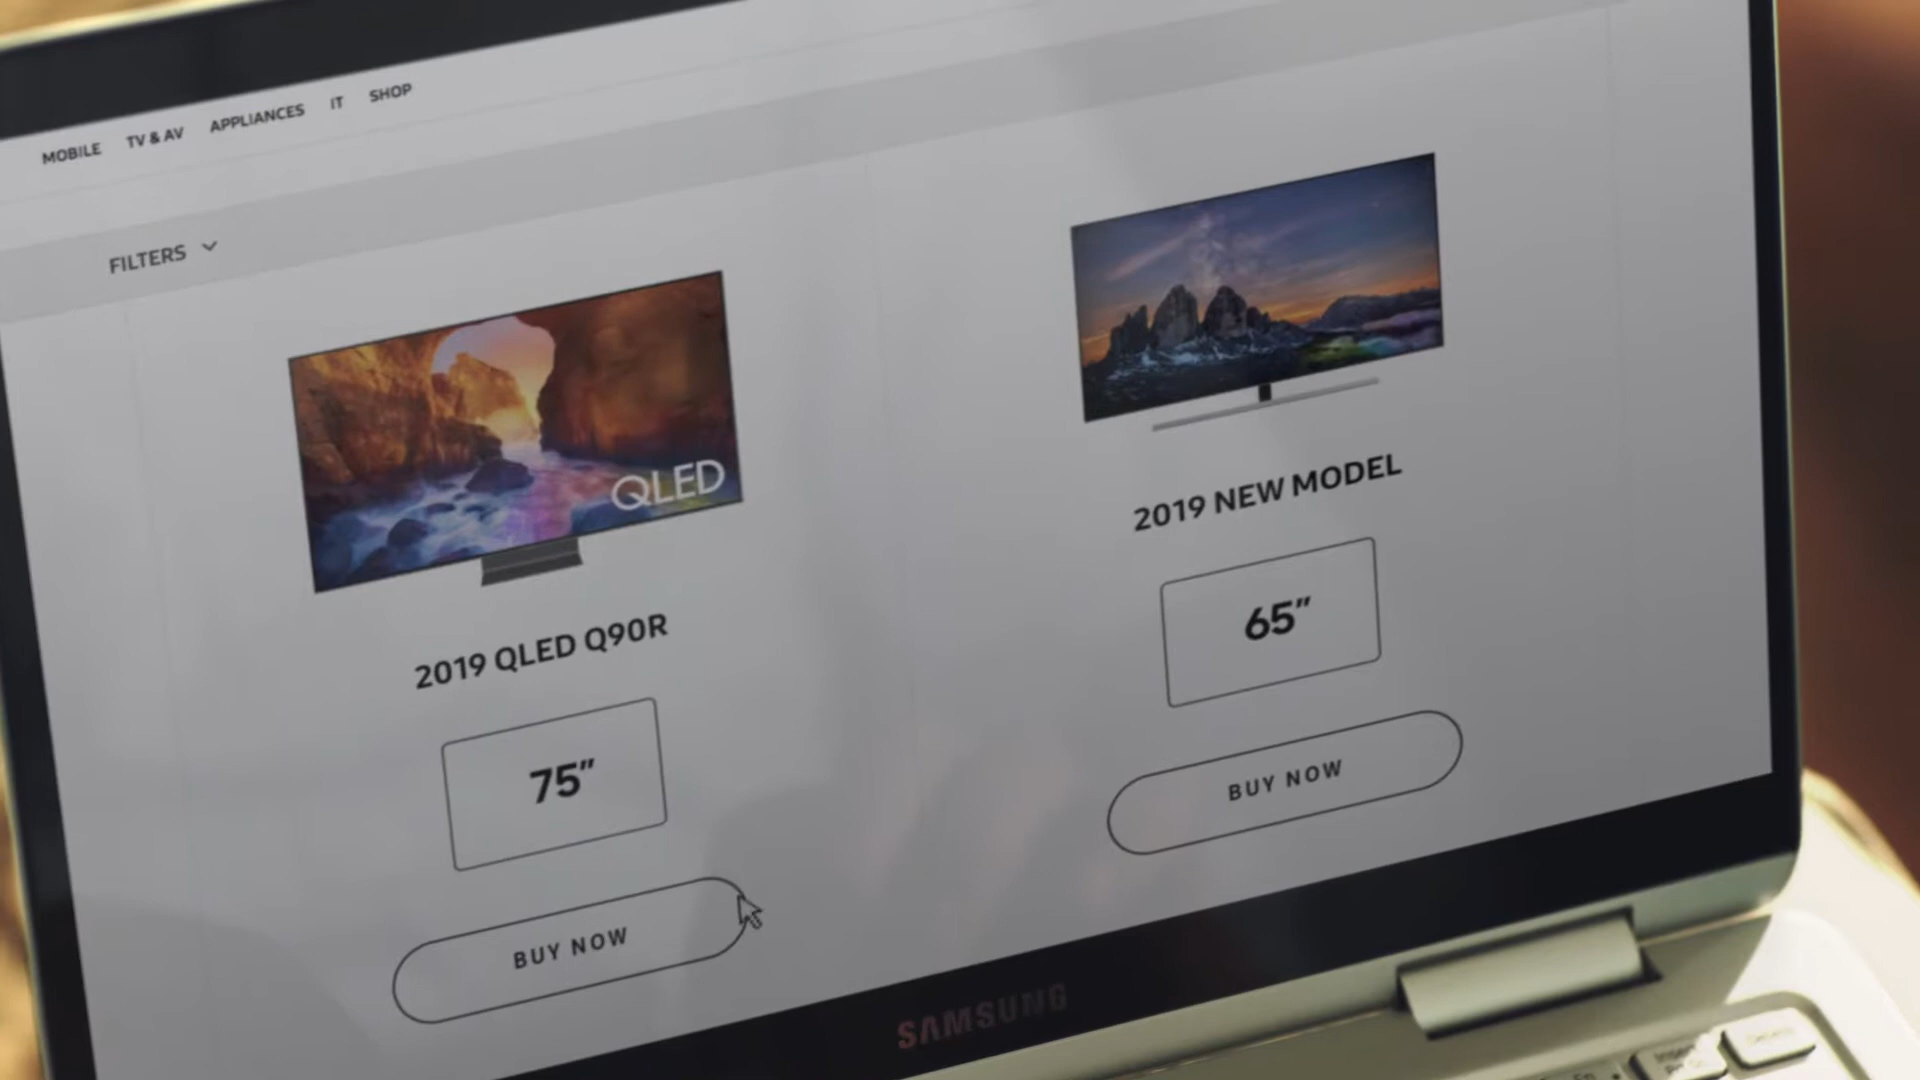 MOBILE TV & AV APPLIANCES IT SHOP
FILTERS
QLED
2019 QLED Q90R
75"
BUY NOW
2019 NEW MODEL
65"
BUY NOW
SAMSUNG